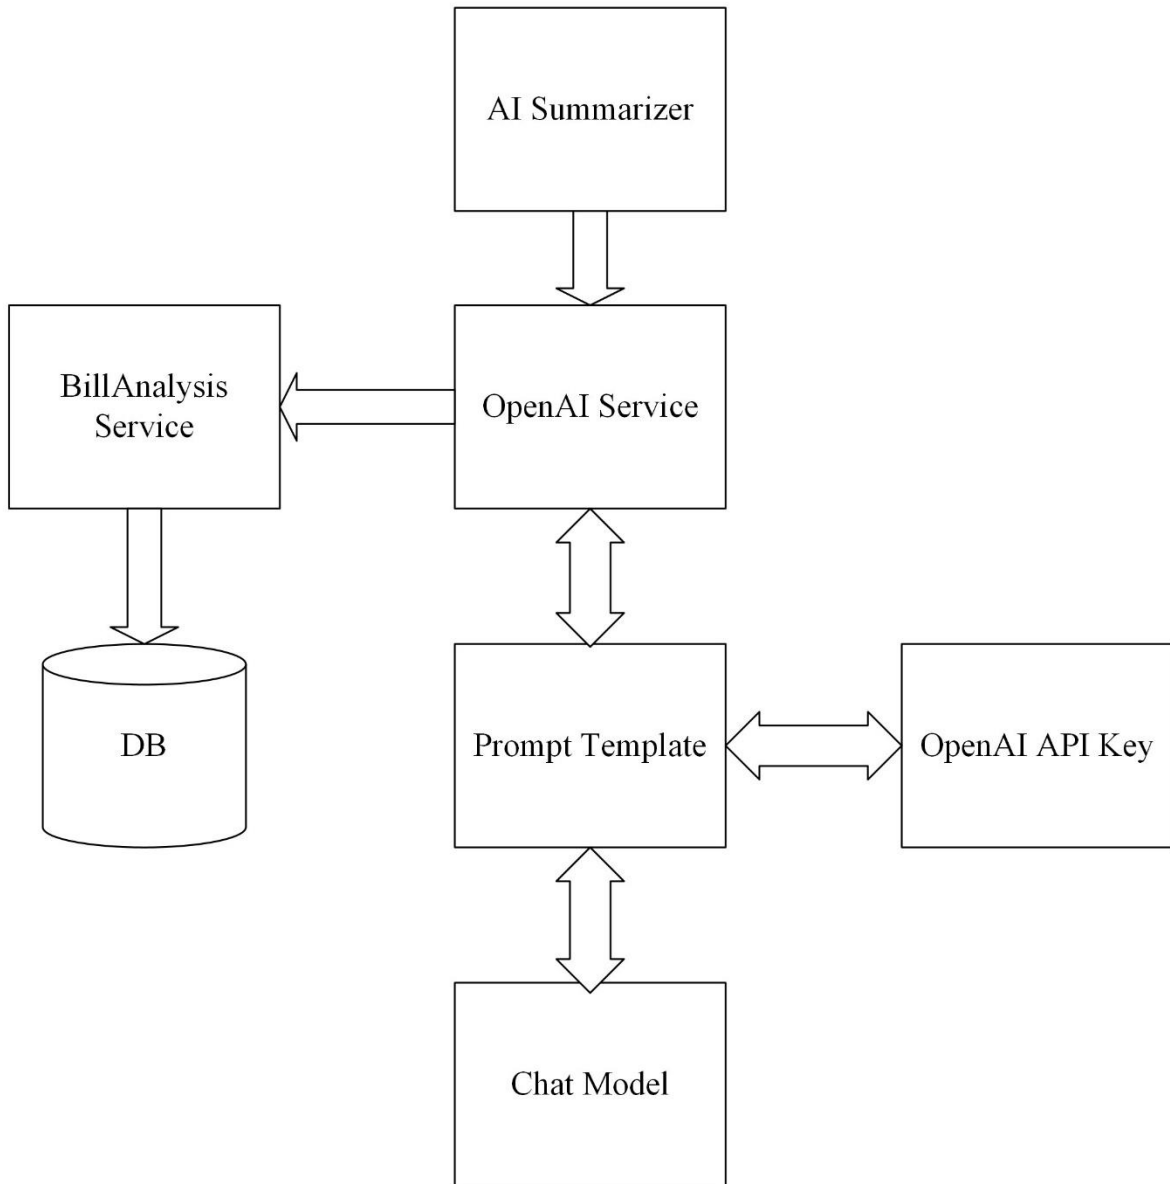 AI Summarizer
BillAnalysis
Service
OpenAI Service
DB
Prompt Template
OpenAI API Key
Chat Model